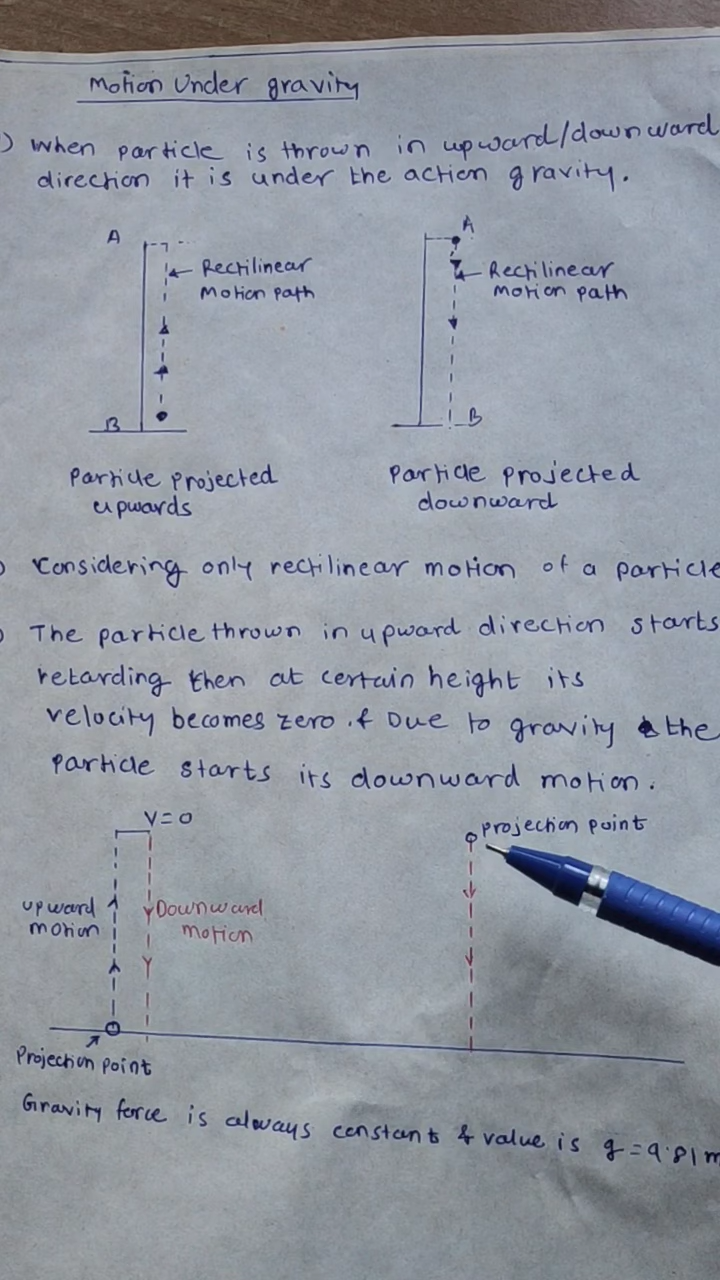 Motion Under gravity
) When particle is thrown in upward/downward
direction it is under the action gravity.
A
Rectilinear
Motion path
B
Particle projected
upwards
A
Rectilinear
motion path
B
Particle projected
downward
Considering only rectilinear motion of a particle
The particle thrown in upward direction starts
retarding then at certain height its
velocity becomes zero. & Due to gravity the
particle starts its downward motion.
V=0
upward
motion
Downward
motion
Projection point
projection point
Gravity force is always constant & value is g=9.81m